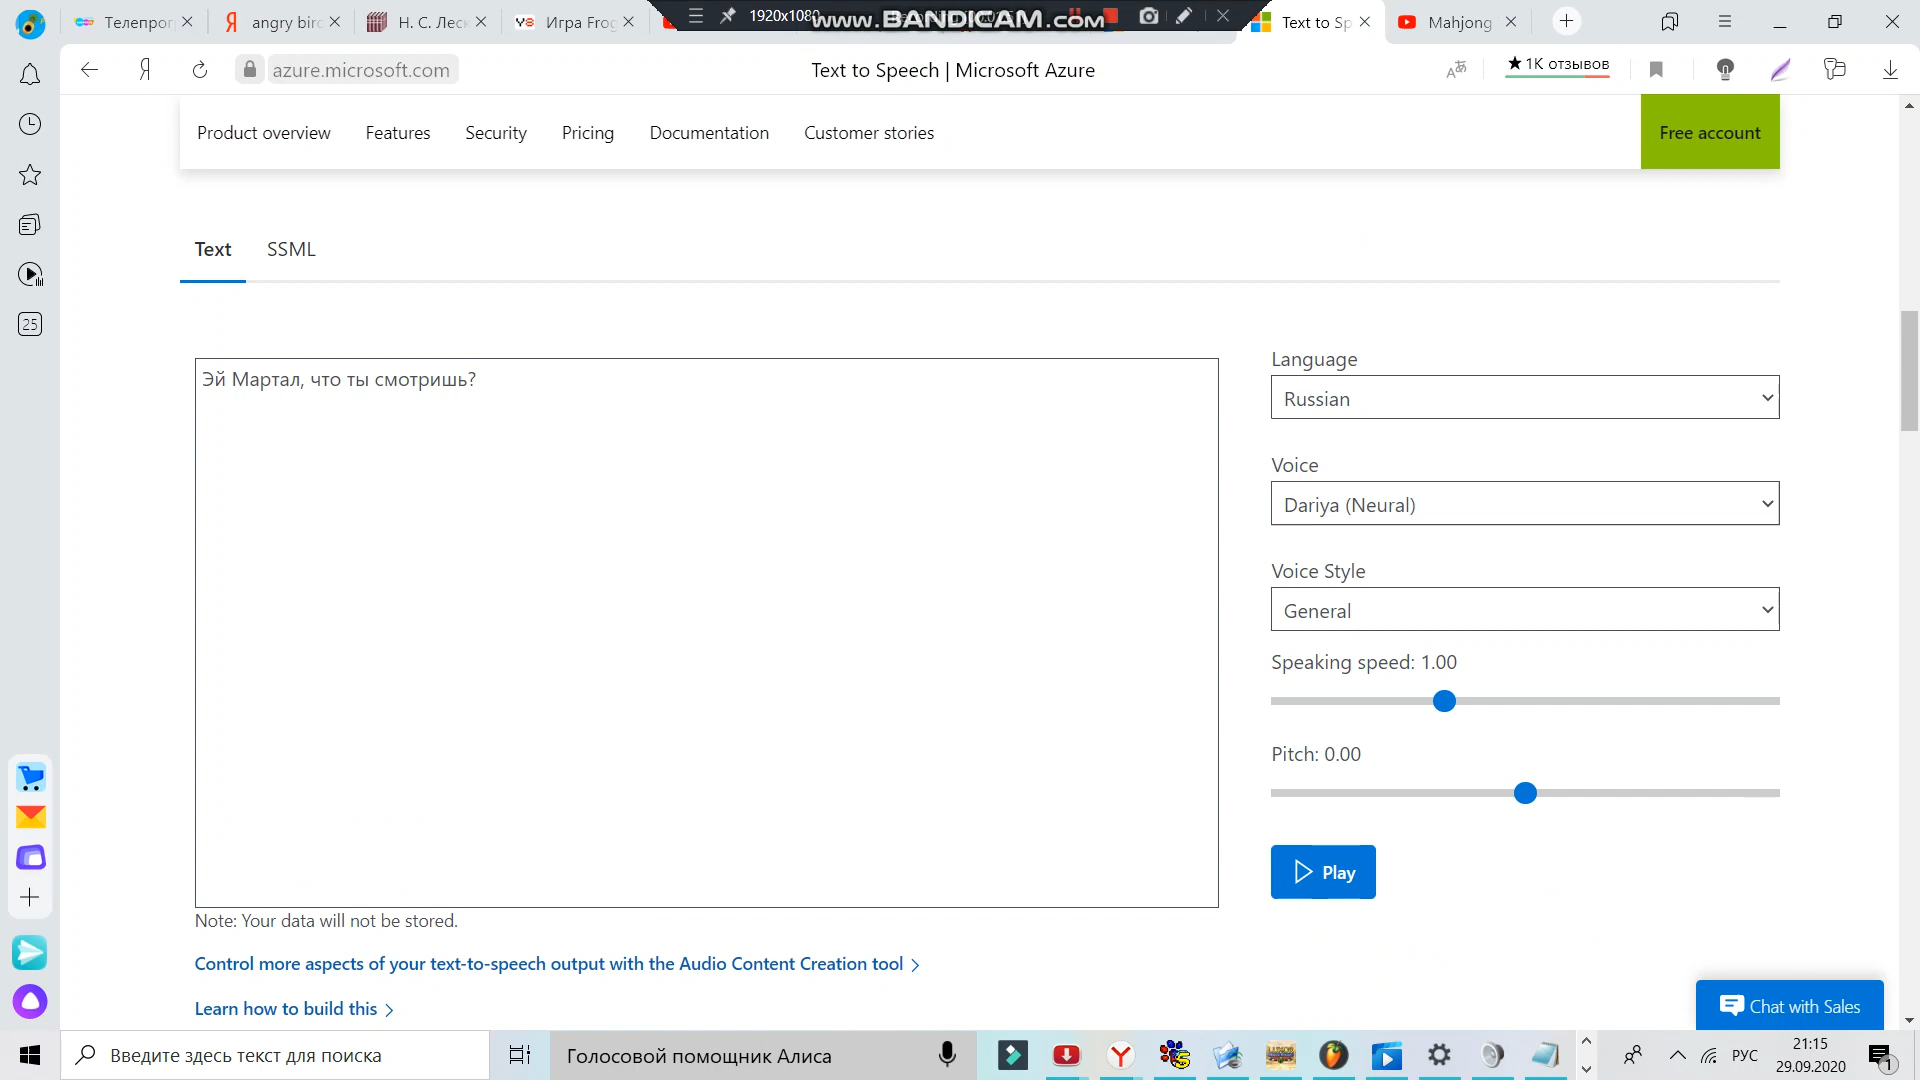 Телепрог
angry birc
Н. С. Леск
Игра Frog
1920x1080
www.BANDICAM.com
Text to Sp
Mahjong
azure.microsoft.com
Text to Speech | Microsoft Azure
★ 1K отзывов
Product overview
Features
Security
Pricing
Documentation
Customer stories
Free account
25
Text
SSML
Эй Мартал, что ты смотришь?
Language
Russian
Voice
Dariya (Neural)
Voice Style
General
Speaking speed: 1.00
Pitch: 0.00
Play
Note: Your data will not be stored.
Control more aspects of your text-to-speech output with the Audio Content Creation tool >
Learn how to build this >
Chat with Sales
Введите здесь текст для поиска
Голосовой помощник Алиса
РУС
21:15
29.09.2020
1